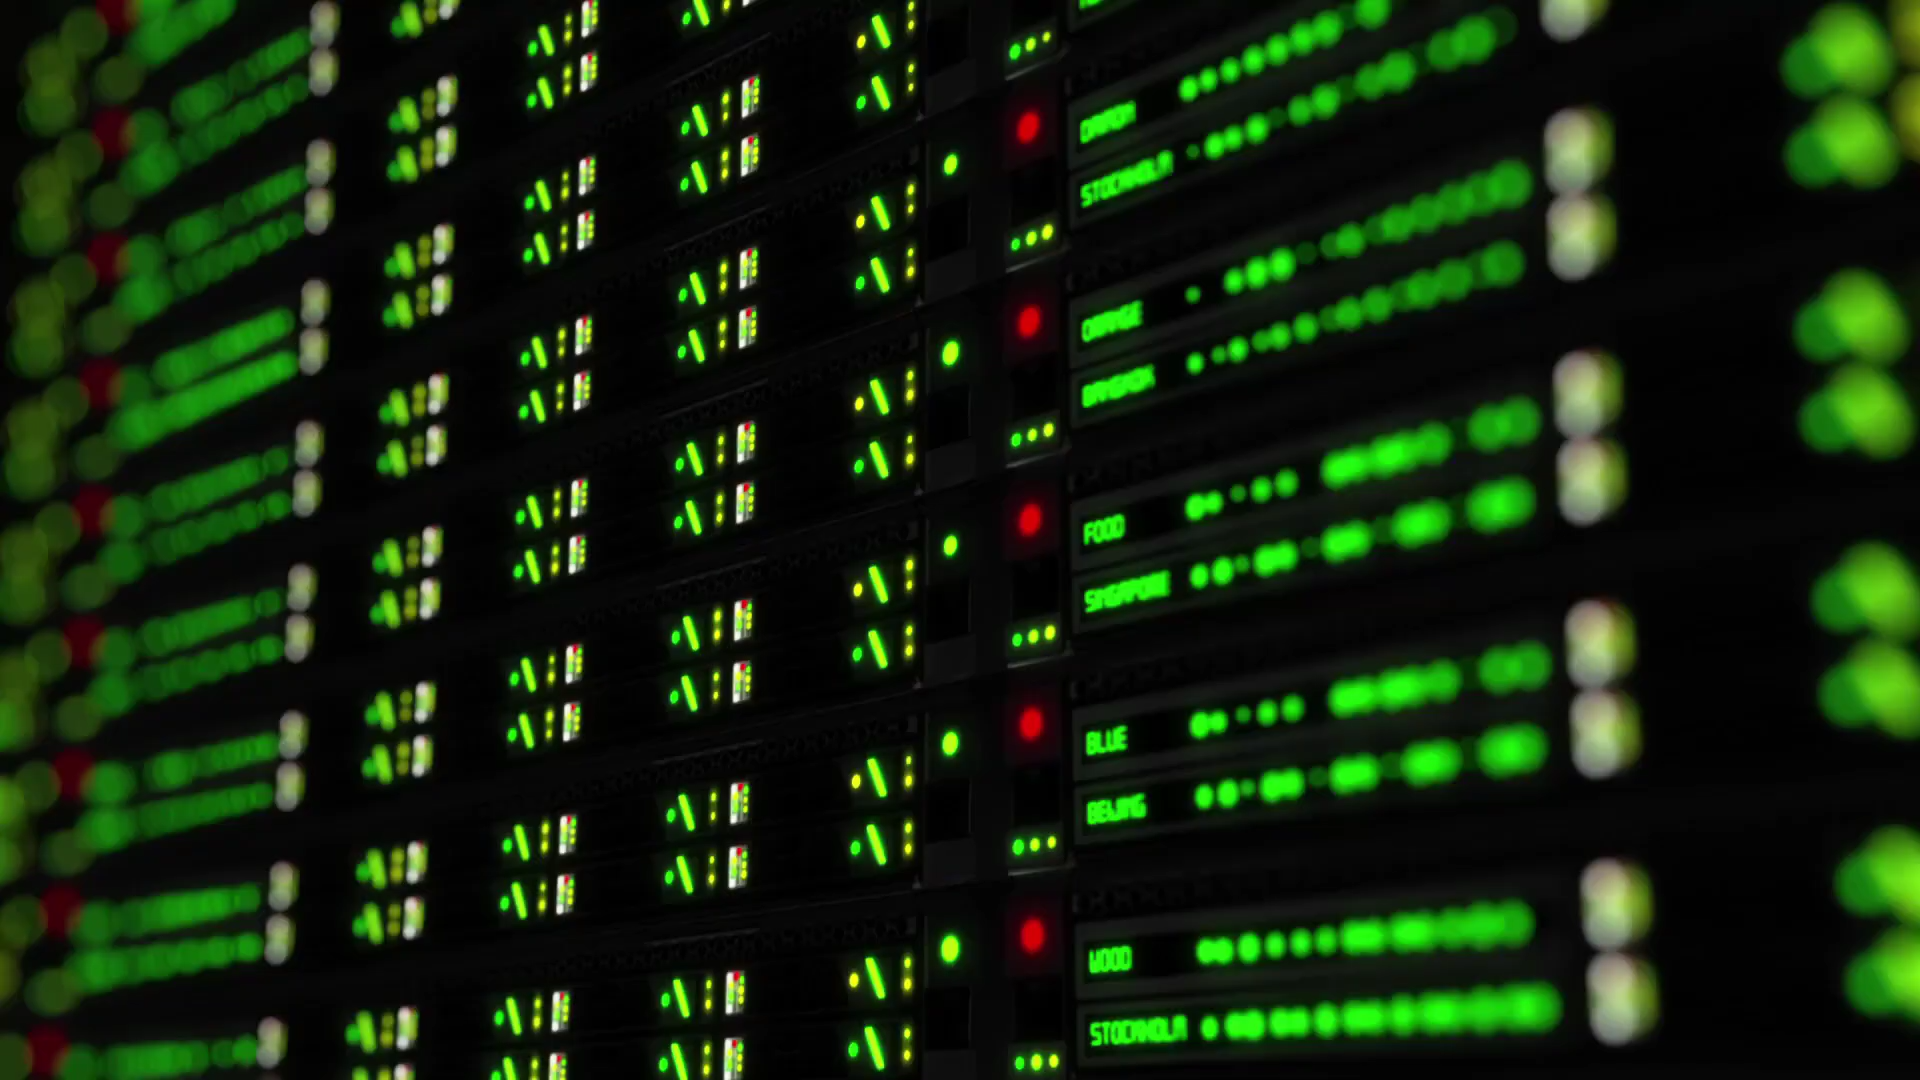 STOCKHOLM
ORANGE
BANGKOK
FOOD
SINGAPORE
BLUE
BEIJING
WOOD
STOCKHOLM